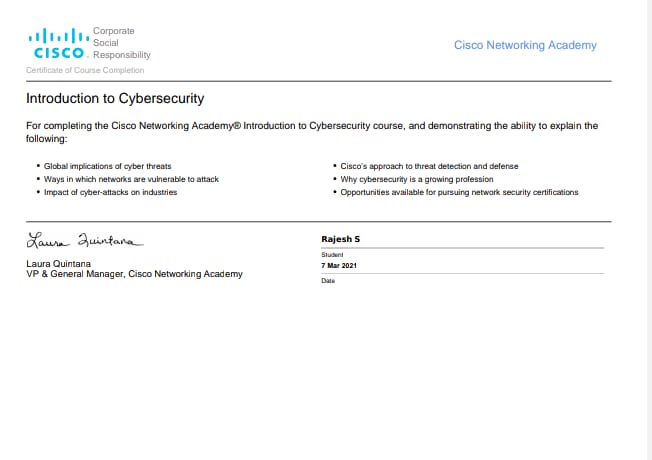 Corporate
Social
CISCO. Responsibility
Cisco Networking Academy
Certificate of Course Completion
Introduction to Cybersecurity
For completing the Cisco Networking Academy® Introduction to Cybersecurity course, and demonstrating the ability to explain the
following:
• Global implications of cyber threats
• Ways in which networks are vulnerable to attack
• Impact of cyber-attacks on industries
• Cisco's approach to threat detection and defense
• Why cybersecurity is a growing profession
• Opportunities available for pursuing network security certifications
Laura Quintana
Laura Quintana
VP & General Manager, Cisco Networking Academy
Rajesh S
Student
7 Mar 2021
Date